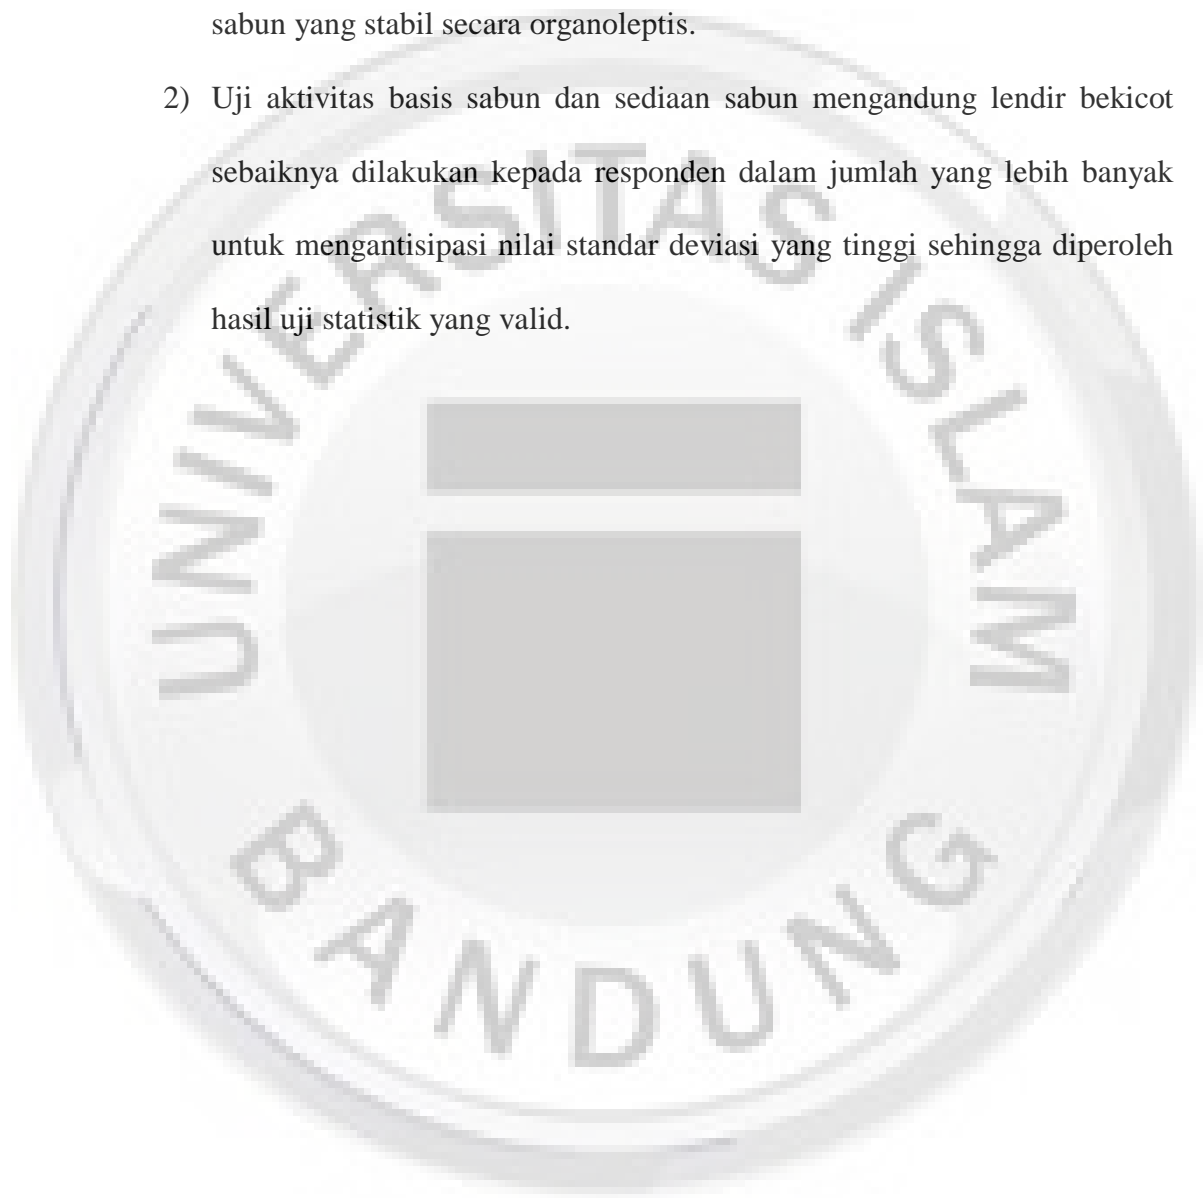 sabun yang stabil secara organoleptis.
2) Uji aktivitas basis sabun dan sediaan sabun mengandung lendir bekicot
sebaiknya dilakukan kepada responden dalam jumlah yang lebih banyak
untuk mengantisipasi nilai standar deviasi yang tinggi sehingga diperoleh
hasil uji statistik yang valid.
UNIVERSITAS ISLAM
BANDUNG